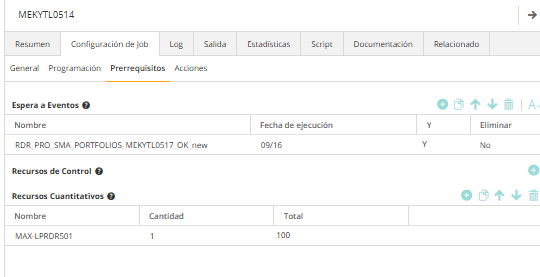 MEKYTL0514
Resumen Configuración de Job Log Salida Estadísticas Script Documentación Relacionado
General Programación Prerrequisitos Acciones
Espera a Eventos
Nombre Fecha de ejecución Y Eliminar
RDR_PRO_SMA_PORTFOLIOS_MEKYTL0517_OK_new 09/16 Y No
Recursos de Control
Recursos Cuantitativos
Nombre Cantidad Total
MAX-LPRDR501 1 100